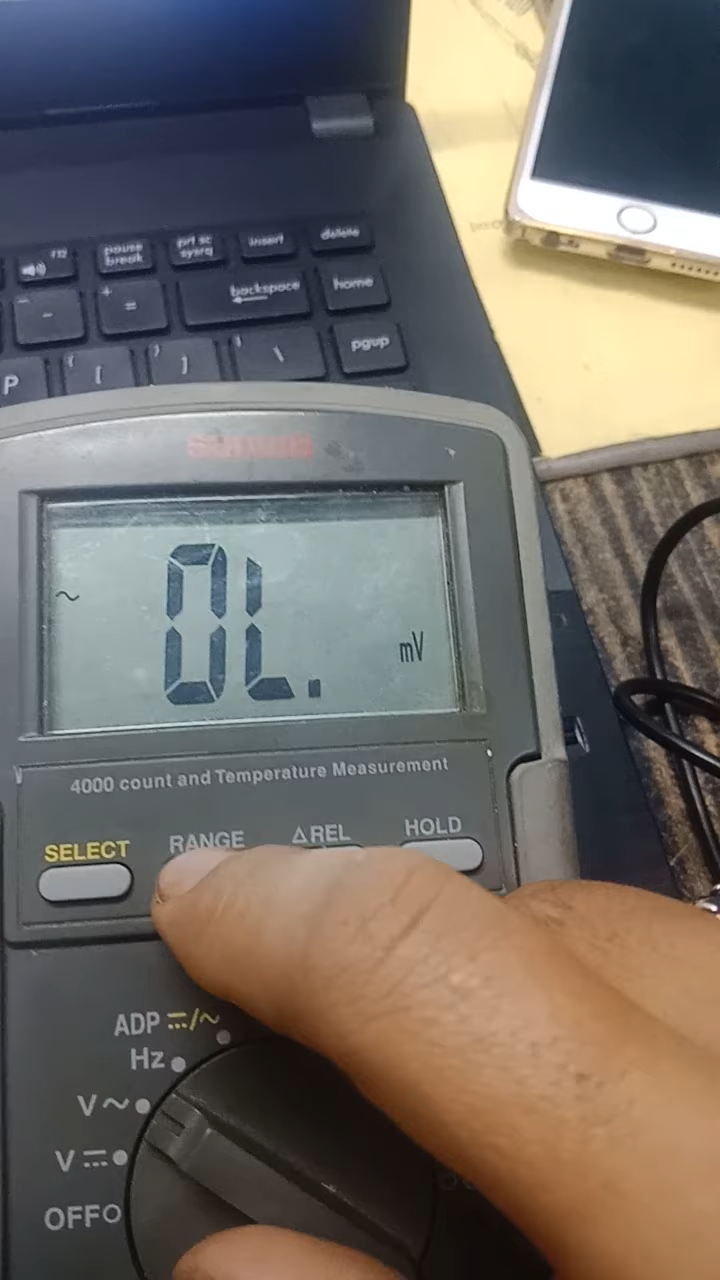 F12
pause
break
prt sc
sysrq
insert
delete
-
+
=
backspace
home
P
{
[
}
]
\
pgup
~
OL.
mV
4000 count and Temperature Measurement
SELECT
RANGE
△REL
HOLD
ADP ⎓/~
Hz
V~
V⎓
OFF